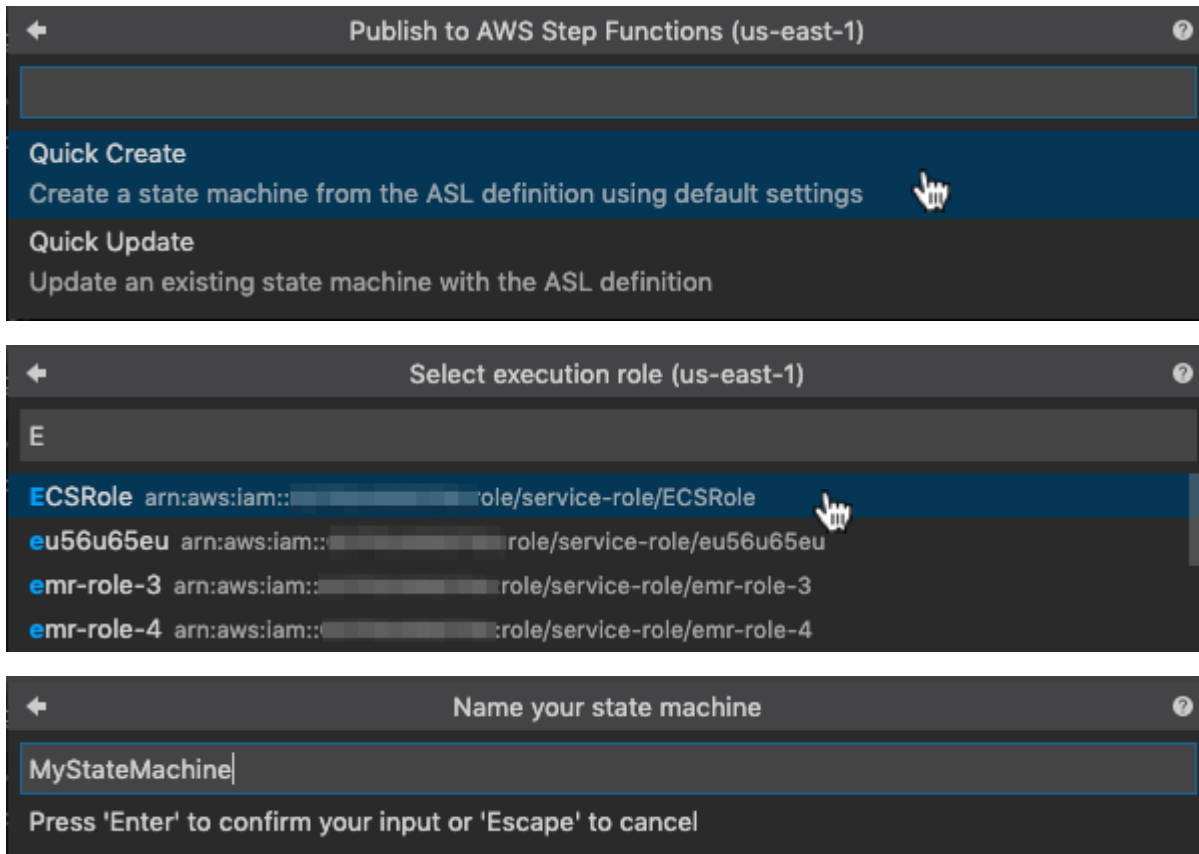 Publish to AWS Step Functions (us-east-1)
Quick Create
Create a state machine from the ASL definition using default settings
Quick Update
Update an existing state machine with the ASL definition
Select execution role (us-east-1)
E
ECSRole arn:aws:iam:: role/service-role/ECSRole
eu56u65eu arn:aws:iam:: role/service-role/eu56u65eu
emr-role-3 arn:aws:iam:: :role/service-role/emr-role-3
emr-role-4 arn:aws:iam:: :role/service-role/emr-role-4
Name your state machine
MyStateMachine
Press 'Enter' to confirm your input or 'Escape' to cancel